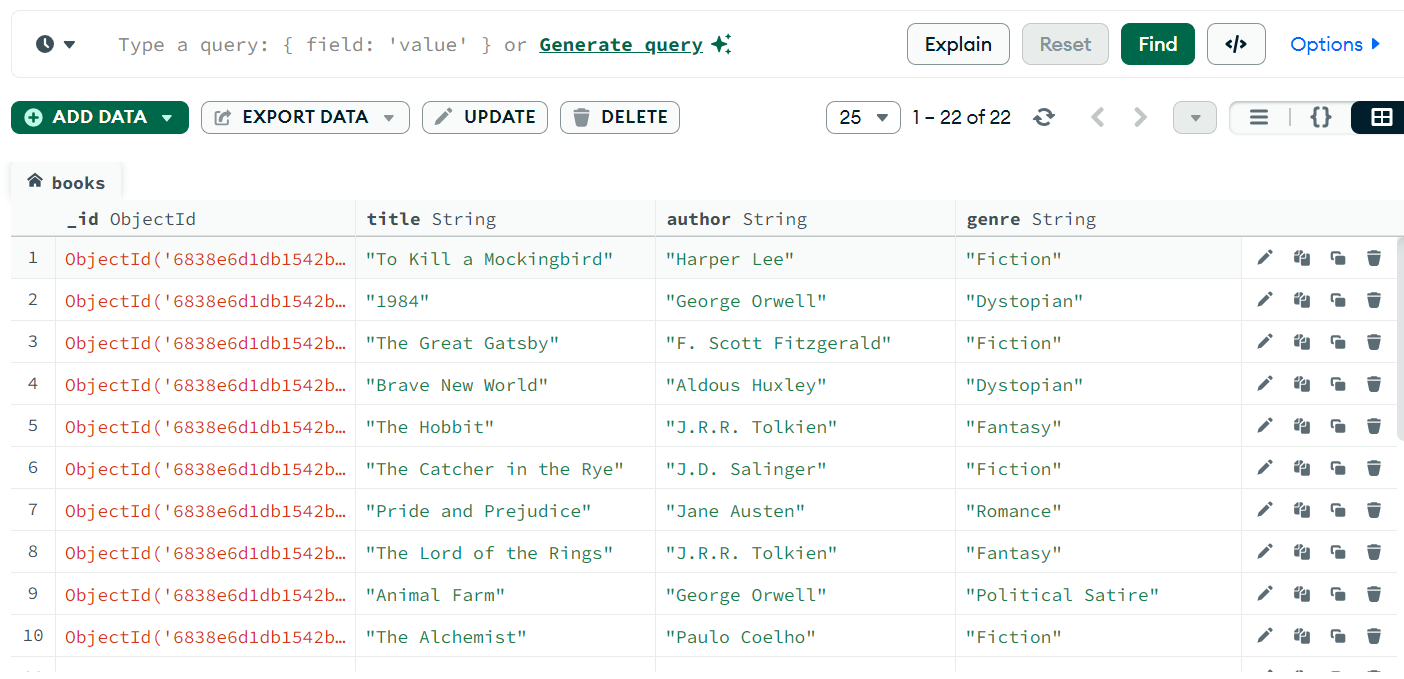 Type a query: { field: 'value' } or Generate query Explain Reset Find </> Options
ADD DATA EXPORT DATA UPDATE DELETE 25 1 – 22 of 22 {}
books
_id ObjectId title String author String genre String
1 ObjectId('6838e6d1db1542b… "To Kill a Mockingbird" "Harper Lee" "Fiction"
2 ObjectId('6838e6d1db1542b… "1984" "George Orwell" "Dystopian"
3 ObjectId('6838e6d1db1542b… "The Great Gatsby" "F. Scott Fitzgerald" "Fiction"
4 ObjectId('6838e6d1db1542b… "Brave New World" "Aldous Huxley" "Dystopian"
5 ObjectId('6838e6d1db1542b… "The Hobbit" "J.R.R. Tolkien" "Fantasy"
6 ObjectId('6838e6d1db1542b… "The Catcher in the Rye" "J.D. Salinger" "Fiction"
7 ObjectId('6838e6d1db1542b… "Pride and Prejudice" "Jane Austen" "Romance"
8 ObjectId('6838e6d1db1542b… "The Lord of the Rings" "J.R.R. Tolkien" "Fantasy"
9 ObjectId('6838e6d1db1542b… "Animal Farm" "George Orwell" "Political Satire"
10 ObjectId('6838e6d1db1542b… "The Alchemist" "Paulo Coelho" "Fiction"